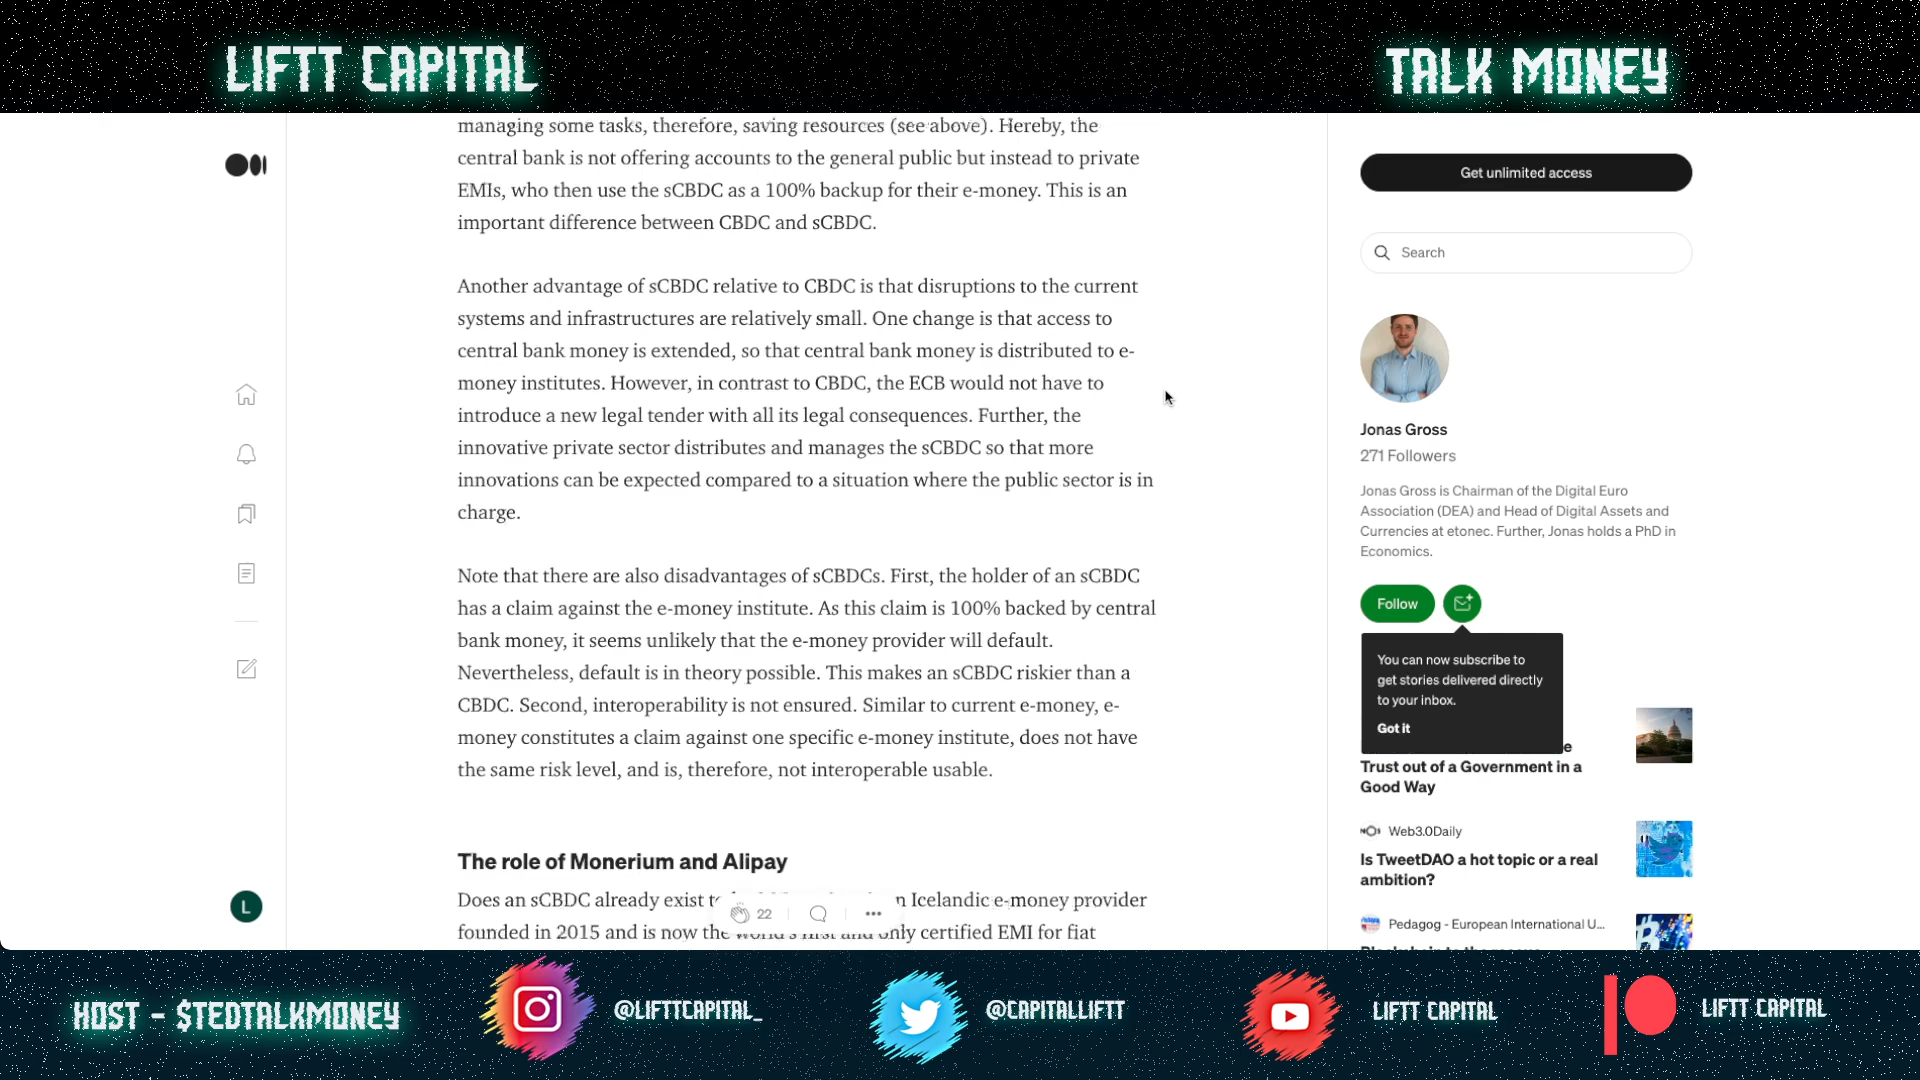 LIFTT CAPITAL
TALK MONEY
managing some tasks, therefore, saving resources (see above). Hereby, the
central bank is not offering accounts to the general public but instead to private
EMIs, who then use the sCBDC as a 100% backup for their e-money. This is an
important difference between CBDC and sCBDC.
Another advantage of sCBDC relative to CBDC is that disruptions to the current
systems and infrastructures are relatively small. One change is that access to
central bank money is extended, so that central bank money is distributed to e-
money institutes. However, in contrast to CBDC, the ECB would not have to
introduce a new legal tender with all its legal consequences. Further, the
innovative private sector distributes and manages the sCBDC so that more
innovations can be expected compared to a situation where the public sector is in
charge.
Note that there are also disadvantages of sCBDCs. First, the holder of an sCBDC
has a claim against the e-money institute. As this claim is 100% backed by central
bank money, it seems unlikely that the e-money provider will default.
Nevertheless, default is in theory possible. This makes an sCBDC riskier than a
CBDC. Second, interoperability is not ensured. Similar to current e-money, e-
money constitutes a claim against one specific e-money institute, does not have
the same risk level, and is, therefore, not interoperable usable.
The role of Monerium and Alipay
Does an sCBDC already exist Icelandic e-money provider
founded in 2015 and is now the world's first and only certified EMI for fiat
22
L
Get unlimited access
Search
Jonas Gross
271 Followers
Jonas Gross is Chairman of the Digital Euro
Association (DEA) and Head of Digital Assets and
Currencies at etonec. Further, Jonas holds a PhD in
Economics.
Follow
You can now subscribe to
get stories delivered directly
to your inbox.
Got it
Trust out of a Government in a
Good Way
Web3.0Daily
Is TweetDAO a hot topic or a real
ambition?
Pedagog - European International U...
HOST - $TEDTALKMONEY
@LIFTTCAPITAL_
@CAPITALLIFTT
LIFTT CAPITAL
LIFTT CAPITAL